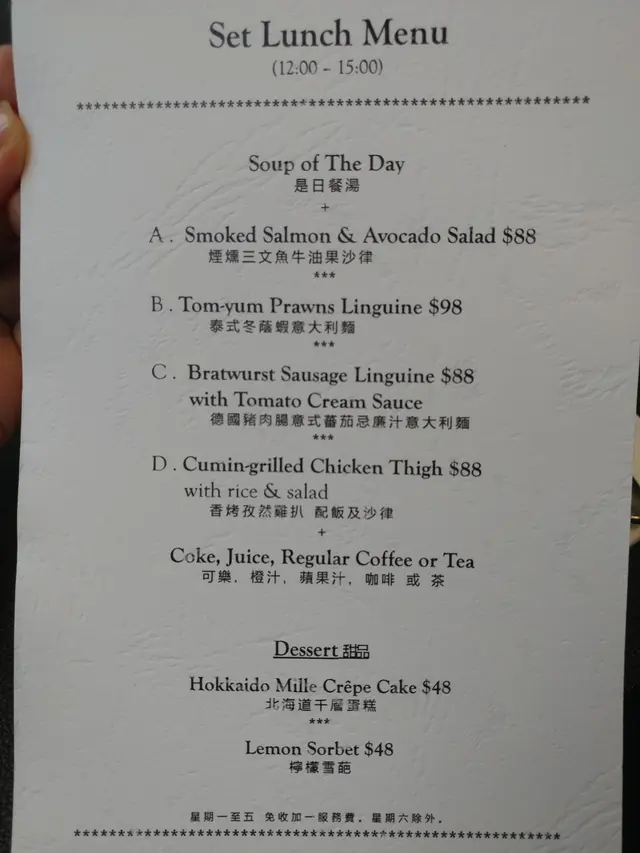 Set Lunch Menu
(12:00 - 15:00)
************************************************************
Soup of The Day
是日餐湯
+
A. Smoked Salmon & Avocado Salad $88
煙燻三文魚牛油果沙律
***
B. Tom-yum Prawns Linguine $98
泰式冬蔭蝦意大利麵
***
C. Bratwurst Sausage Linguine $88
with Tomato Cream Sauce
德國豬肉腸意式蕃茄忌廉汁意大利麵
***
D. Cumin-grilled Chicken Thigh $88
with rice & salad
香烤孜然雞扒 配飯及沙律
+
Coke, Juice, Regular Coffee or Tea
可樂, 橙汁, 蘋果汁, 咖啡 或 茶
Dessert 甜品
Hokkaido Mille Crêpe Cake $48
北海道千層蛋糕
***
Lemon Sorbet $48
檸檬雪葩
星期一至五 免收加一服務費。星期六除外。
************************************************************